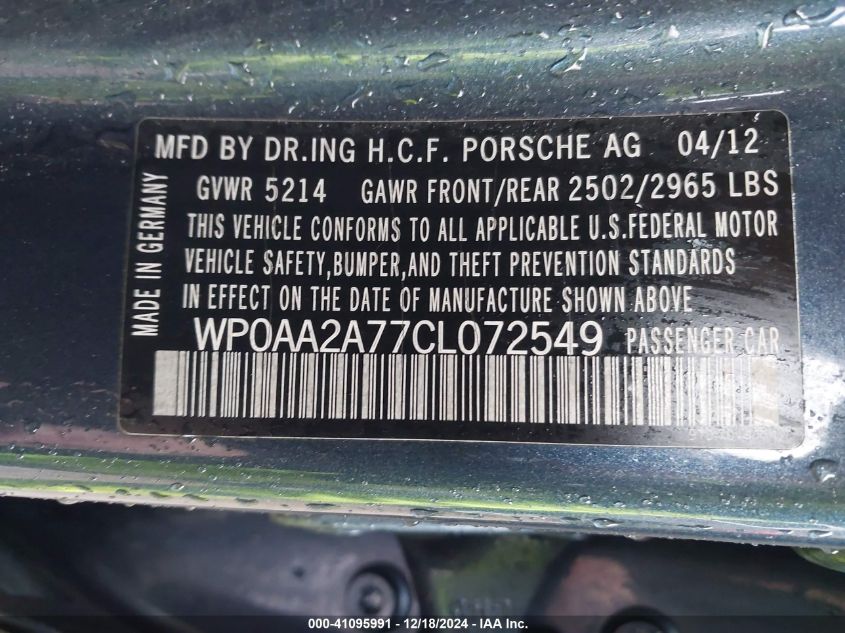 MFD BY DR.ING H.C.F. PORSCHE AG 04/12
GVWR 5214 GAWR FRONT/REAR 2502/2965 LBS
THIS VEHICLE CONFORMS TO ALL APPLICABLE U.S.FEDERAL MOTOR
VEHICLE SAFETY,BUMPER,AND THEFT PREVENTION STANDARDS
IN EFFECT ON THE DATE OF MANUFACTURE SHOWN ABOVE
WP0AA2A77CL072549 PASSENGER CAR
MADE IN GERMANY
000-41095991 - 12/18/2024 - IAA Inc.